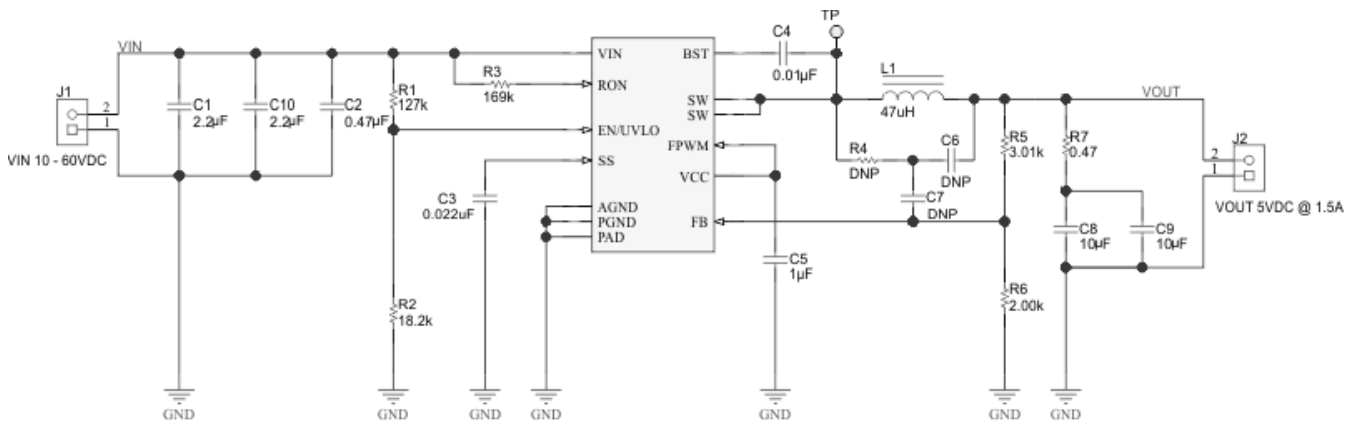 TP
VIN
C4
0.01µF
VIN
BST
J1
2
1
C1
2.2µF
C10
2.2µF
C2
0.47µF
R1
127k
R3
169k
RON
SW
SW
L1
47uH
VOUT
VIN 10 - 60VDC
EN/UVLO
FPWM
R4
DNP
C6
DNP
R5
3.01k
R7
0.47
J2
2
1
SS
VCC
C3
0.022uF
C7
DNP
VOUT 5VDC @ 1.5A
AGND
PGND
PAD
FB
C8
10µF
C9
10µF
C5
1µF
R2
18.2k
R6
2.00k
GND
GND
GND
GND
GND
GND
GND